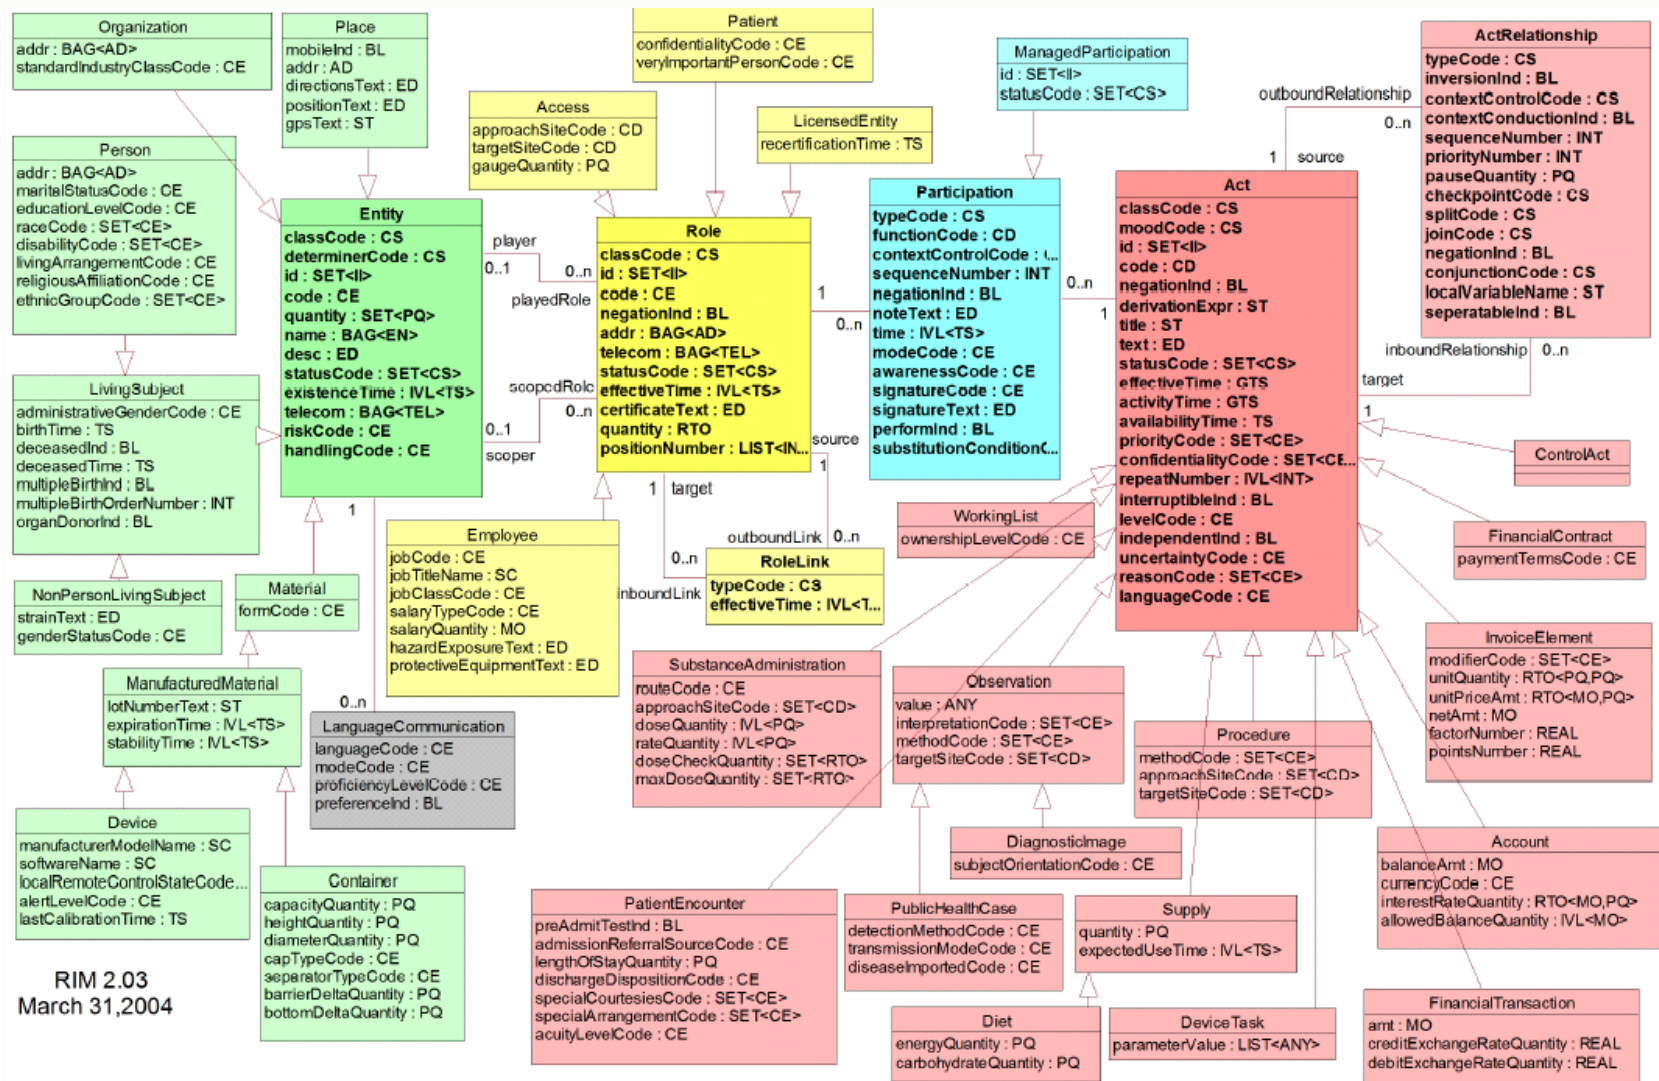 Organization
addr : BAG<AD>
standardIndustryClassCode : CE
Place
mobileInd : BL
addr : AD
directionsText : ED
positionText : ED
gpsText : ST
Patient
confidentialityCode : CE
veryImportantPersonCode : CE
ManagedParticipation
id : SET<II>
statusCode : SET<CS>
ActRelationship
typeCode : CS
inversionInd : BL
contextControlCode : CS
contextConductionInd : BL
sequenceNumber : INT
priorityNumber : INT
pauseQuantity : PQ
checkpointCode : CS
splitCode : CS
joinCode : CS
negationInd : BL
conjunctionCode : CS
localVariableName : ST
seperatableInd : BL
Access
approachSiteCode : CD
targetSiteCode : CD
gaugeQuantity : PQ
LicensedEntity
recertificationTime : TS
outboundRelationship
0..n
1 source
Person
addr : BAG<AD>
maritalStatusCode : CE
educationLevelCode : CE
raceCode : SET<CE>
disabilityCode : SET<CE>
livingArrangementCode : CE
religiousAffiliationCode : CE
ethnicGroupCode : SET<CE>
Entity
classCode : CS
determinerCode : CS
id : SET<II>
code : CE
quantity : SET<PQ>
name : BAG<EN>
desc : ED
statusCode : SET<CS>
existenceTime : IVL<TS>
telecom : BAG<TEL>
riskCode : CE
handlingCode : CE
player
0..1
0..n
playedRole
scopedRole
0..n
0..1
scoper
Role
classCode : CS
id : SET<II>
code : CE
negationInd : BL
addr : BAG<AD>
telecom : BAG<TEL>
statusCode : SET<CS>
effectiveTime : IVL<TS>
certificateText : ED
quantity : RTO
positionNumber : LIST<IN...
1
0..n
Participation
typeCode : CS
functionCode : CD
contextControlCode : (...
sequenceNumber : INT
negationInd : BL
noteText : ED
time : IVL<TS>
modeCode : CE
awarenessCode : CE
signatureCode : CE
signatureText : ED
performInd : BL
substitutionConditionC...
0..n
1
Act
classCode : CS
moodCode : CS
id : SET<II>
code : CD
negationInd : BL
derivationExpr : ST
title : ST
text : ED
statusCode : SET<CS>
effectiveTime : GTS
activityTime : GTS
availabilityTime : TS
priorityCode : SET<CE>
confidentialityCode : SET<CE...
repeatNumber : IVL<INT>
interruptibleInd : BL
levelCode : CE
independentInd : BL
uncertaintyCode : CE
reasonCode : SET<CE>
languageCode : CE
inboundRelationship 0..n
target
1
LivingSubject
administrativeGenderCode : CE
birthTime : TS
deceasedInd : BL
deceasedTime : TS
multipleBirthInd : BL
multipleBirthOrderNumber : INT
organDonorInd : BL
source
1
1 target
outboundLink 0..n
0..n
inboundLink
RoleLink
typeCode : CS
effectiveTime : IVL<T...
ControlAct
WorkingList
ownershipLevelCode : CE
FinancialContract
paymentTermsCode : CE
1
Employee
jobCode : CE
jobTitleName : SC
jobClassCode : CE
salaryTypeCode : CE
salaryQuantity : MO
hazardExposureText : ED
protectiveEquipmentText : ED
NonPersonLivingSubject
strainText : ED
genderStatusCode : CE
Material
formCode : CE
InvoiceElement
modifierCode : SET<CE>
unitQuantity : RTO<PQ,PQ>
unitPriceAmt : RTO<MO,PQ>
netAmt : MO
factorNumber : REAL
pointsNumber : REAL
SubstanceAdministration
routeCode : CE
approachSiteCode : SET<CD>
doseQuantity : IVL<PQ>
rateQuantity : IVL<PQ>
doseCheckQuantity : SET<RTO>
maxDoseQuantity : SET<RTO>
Observation
value : ANY
interpretationCode : SET<CE>
methodCode : SET<CE>
targetSiteCode : SET<CD>
ManufacturedMaterial
lotNumberText : ST
expirationTime : IVL<TS>
stabilityTime : IVL<TS>
0..n
LanguageCommunication
languageCode : CE
modeCode : CE
proficiencyLevelCode : CE
preferenceInd : BL
Procedure
methodCode : SET<CE>
approachSiteCode : SET<CD>
targetSiteCode : SET<CD>
Device
manufacturerModelName : SC
softwareName : SC
localRemoteControlStateCode...
alertLevelCode : CE
lastCalibrationTime : TS
DiagnosticImage
subjectOrientationCode : CE
Account
balanceAmt : MO
currencyCode : CE
interestRateQuantity : RTO<MO,PQ>
allowedBalanceQuantity : IVL<MO>
Container
capacityQuantity : PQ
heightQuantity : PQ
diameterQuantity : PQ
capTypeCode : CE
separatorTypeCode : CE
barrierDeltaQuantity : PQ
bottomDeltaQuantity : PQ
PatientEncounter
preAdmitTestInd : BL
admissionReferralSourceCode : CE
lengthOfStayQuantity : PQ
dischargeDispositionCode : CE
specialCourtesiesCode : SET<CE>
specialArrangementCode : SET<CE>
acuityLevelCode : CE
PublicHealthCase
detectionMethodCode : CE
transmissionModeCode : CE
diseaseImportedCode : CE
Supply
quantity : PQ
expectedUseTime : IVL<TS>
RIM 2.03
March 31,2004
Diet
energyQuantity : PQ
carbohydrateQuantity : PQ
DeviceTask
parameterValue : LIST<ANY>
FinancialTransaction
amt : MO
creditExchangeRateQuantity : REAL
debitExchangeRateQuantity : REAL